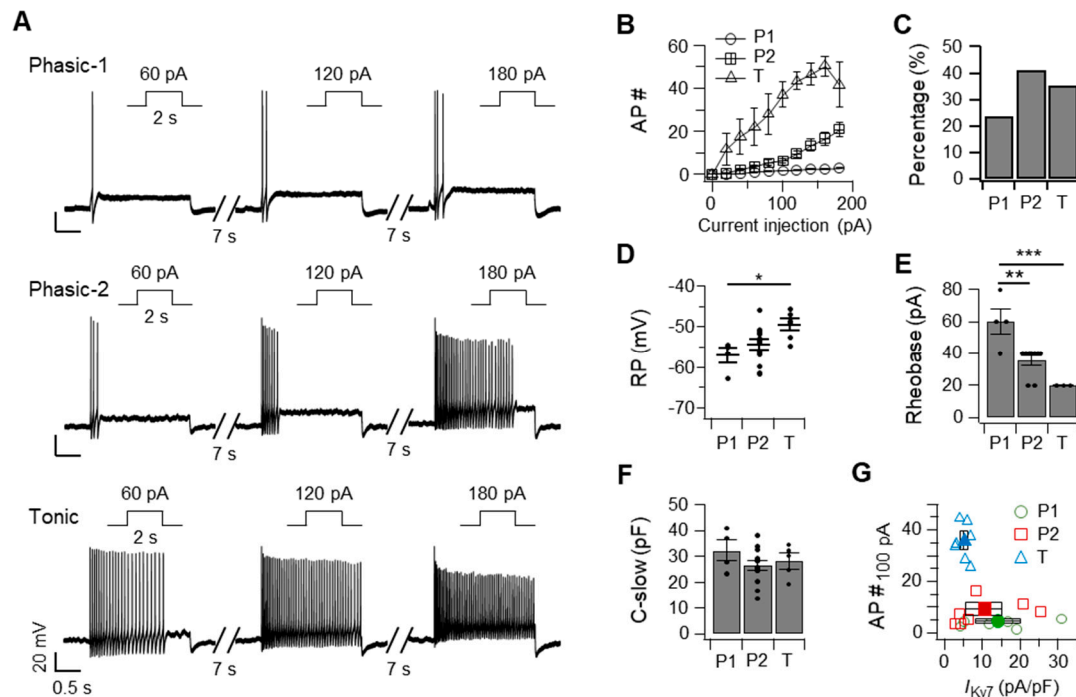 A
Phasic-1
60 pA
120 pA
180 pA
2 s
7 s
7 s
Phasic-2
60 pA
120 pA
180 pA
2 s
7 s
7 s
Tonic
60 pA
120 pA
180 pA
2 s
20 mV
0.5 s
7 s
7 s
B
P1
P2
T
AP #
60
40
20
0
0
100
200
Current injection (pA)
C
Percentage (%)
50
40
30
20
10
0
P1 P2 T
D
*
RP (mV)
-40
-50
-60
-70
P1 P2 T
E
***
**
Rheobase (pA)
80
60
40
20
0
P1 P2 T
F
C-slow (pF)
50
40
30
20
10
0
P1 P2 T
G
P1
P2
T
AP #100 pA
50
40
30
20
10
0
0 10 20 30
IKv7 (pA/pF)